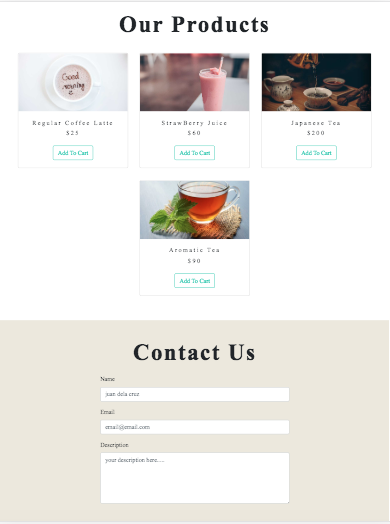 Our Products
Good morning
Regular Coffee Latte
$25
Add To Cart
StrawBerry Juice
$60
Add To Cart
Japanese Tea
$200
Add To Cart
Aromatic Tea
$90
Add To Cart
Contact Us
Name
juan dela cruz
Email
email@email.com
Description
your description here.....